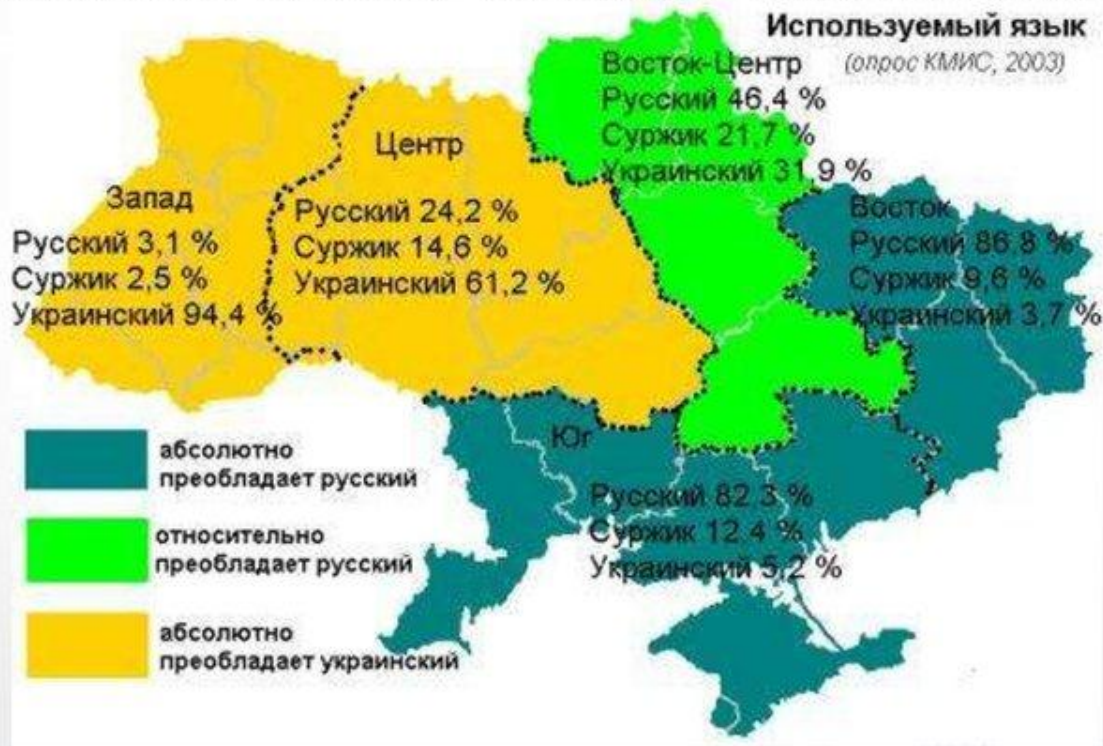 Используемый язык
(опрос КМИС, 2003)
Восток-Центр
Русский 46,4 %
Суржик 21,7 %
Украинский 31,9 %
Центр
Русский 24,2 %
Суржик 14,6 %
Украинский 61,2 %
Запад
Русский 3,1 %
Суржик 2,5 %
Украинский 94,4 %
Восток
Русский 86,8 %
Суржик 9,6 %
Украинский 3,7 %
Юг
Русский 82,3 %
Суржик 12,4 %
Украинский 5,2 %
абсолютно
преобладает русский
относительно
преобладает русский
абсолютно
преобладает украинский